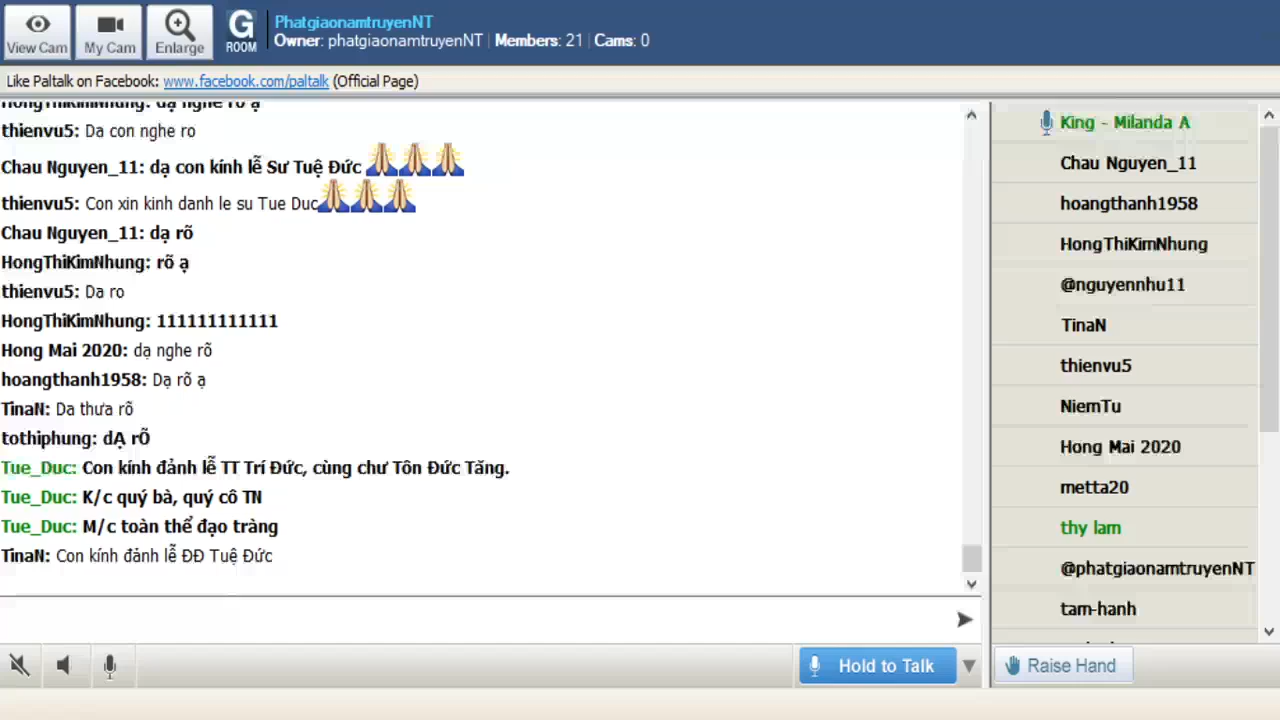 View Cam
My Cam
Enlarge
G
ROOM
PhatgiaonamtruyenNT
Owner: phatgiaonamtruyenNT | Members: 21 | Cams: 0
Like Paltalk on Facebook: www.facebook.com/paltalk (Official Page)
HongThiKimNhung: dạ nghe rõ ạ
thienvu5: Da con nghe ro
Chau Nguyen_11: dạ con kính lễ Sư Tuệ Đức
thienvu5: Con xin kinh danh le su Tue Duc
Chau Nguyen_11: dạ rõ
HongThiKimNhung: rõ ạ
thienvu5: Da ro
HongThiKimNhung: 111111111111
Hong Mai 2020: dạ nghe rõ
hoangthanh1958: Dạ rõ ạ
TinaN: Da thưa rõ
tothiphung: dẠ rÕ
Tue_Duc: Con kính đảnh lễ TT Trí Đức, cùng chư Tôn Đức Tăng.
Tue_Duc: K/c quý bà, quý cô TN
Tue_Duc: M/c toàn thể đạo tràng
TinaN: Con kính đảnh lễ ĐĐ Tuệ Đức
King - Milanda A
Chau Nguyen_11
hoangthanh1958
HongThiKimNhung
@nguyennhu11
TinaN
thienvu5
NiemTu
Hong Mai 2020
metta20
thy lam
@phatgiaonamtruyenNT
tam-hanh
Hold to Talk
Raise Hand